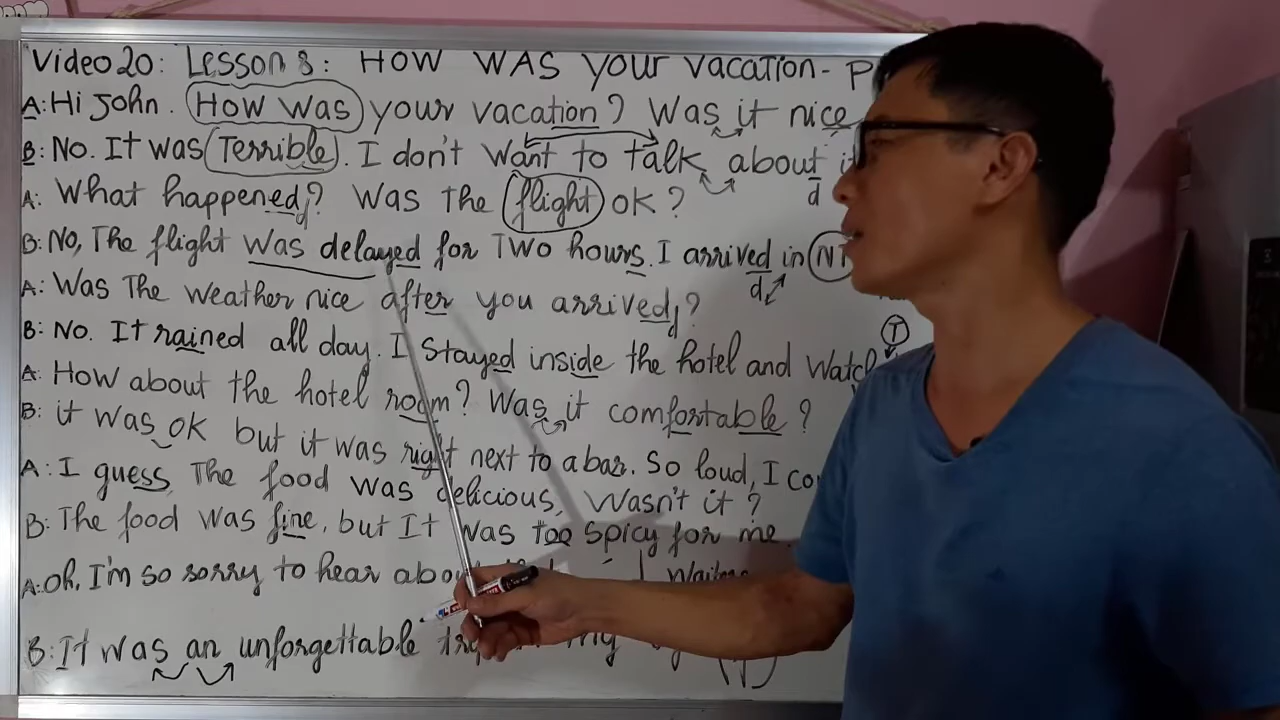 Video 20: Lesson 8: HOW WAS your vacation-
A: Hi John. How was your vacation? Was it nice
B: No. It was Terrible. I don't want to talk about it
d
A: What happened? Was the flight OK?
d
B: No, The flight was delayed for Two hours. I arrived in
d
A: Was The weather nice after you arrived?
d
B: No. It rained all day. I stayed inside the hotel and watch
T
A: How about the hotel room? Was it comfortable?
B: it was OK but it was right next to a bar. So loud, I
A: I guess The food was delicious, Wasn't it?
B: The food was fine, but It was too spicy for me.
A: Oh, I'm so sorry to hear
B: It was an unforgettable